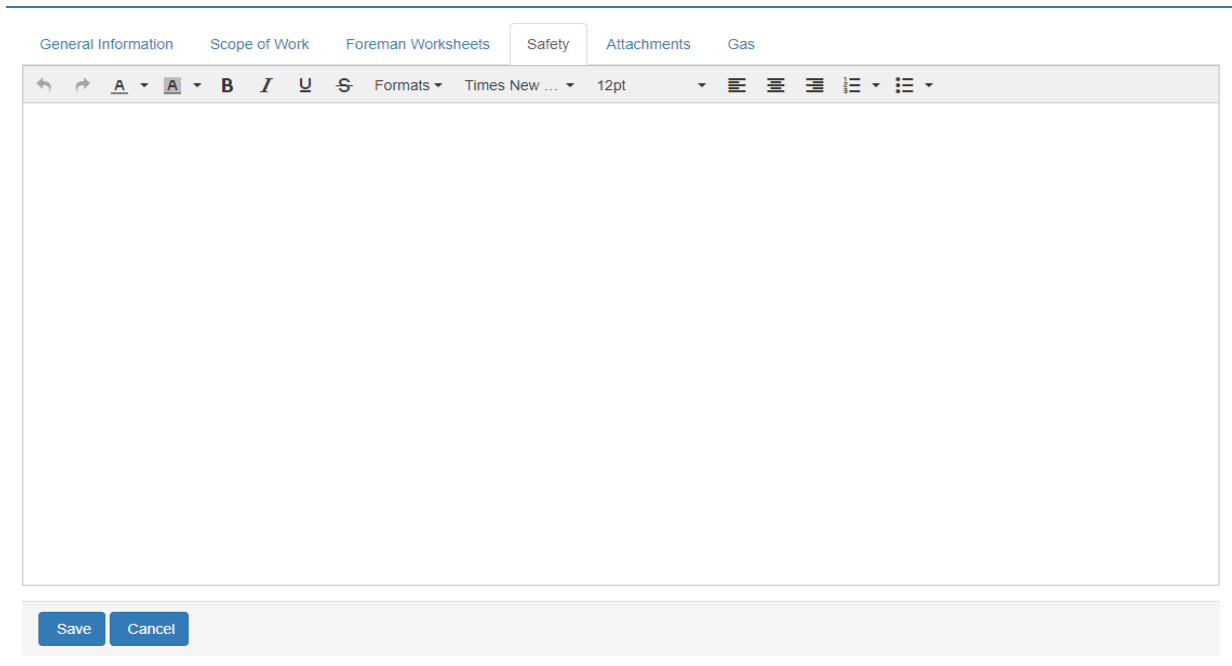 General Information Scope of Work Foreman Worksheets Safety Attachments Gas
A A B I U S Formats Times New ... 12pt
Save Cancel